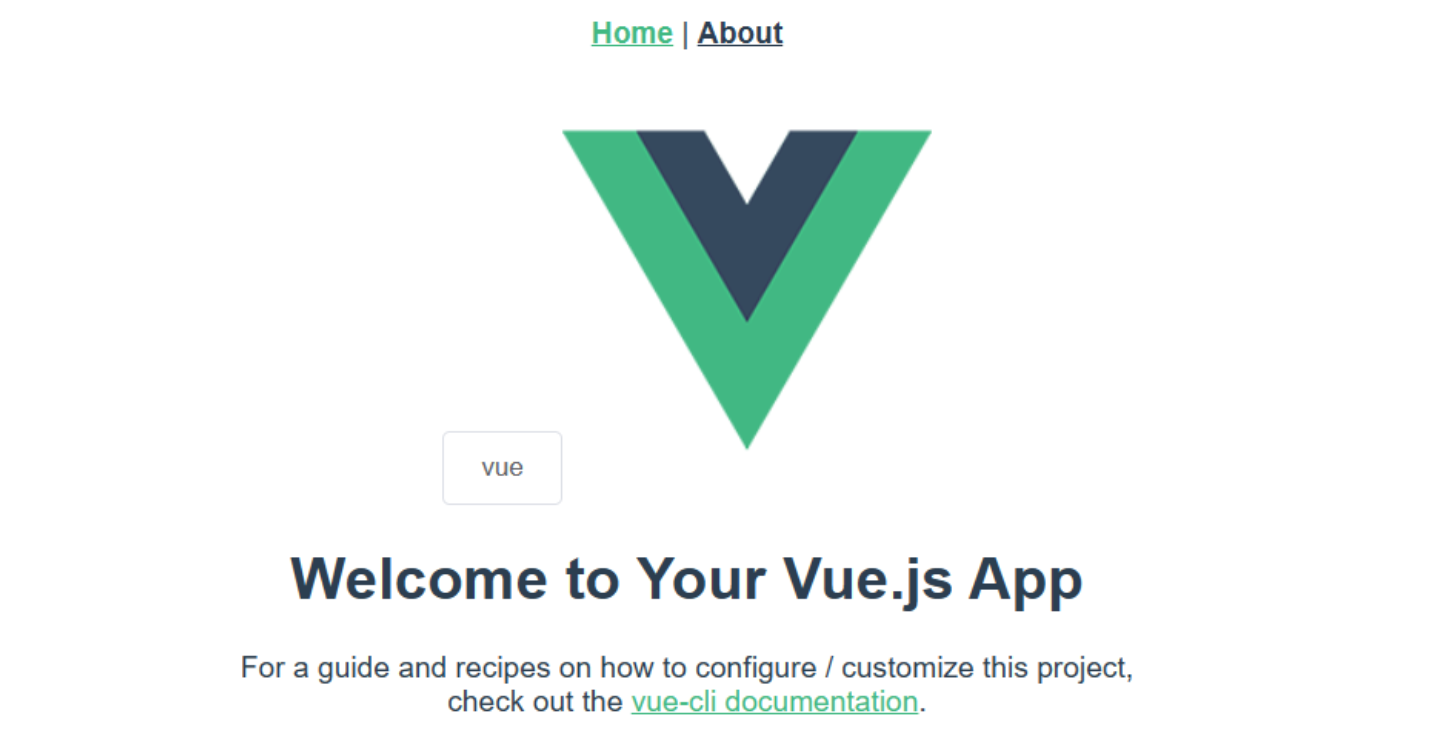 Home | About
vue
Welcome to Your Vue.js App
For a guide and recipes on how to configure / customize this project,
check out the vue-cli documentation.